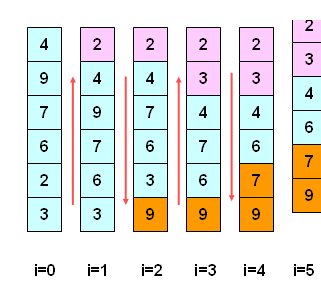 4 2 2 2 2 2
9 4 4 3 3 3
7 9 7 4 4 4
6 7 6 7 6 6
2 6 3 6 7 7
3 3 9 9 9 9
i=0 i=1 i=2 i=3 i=4 i=5